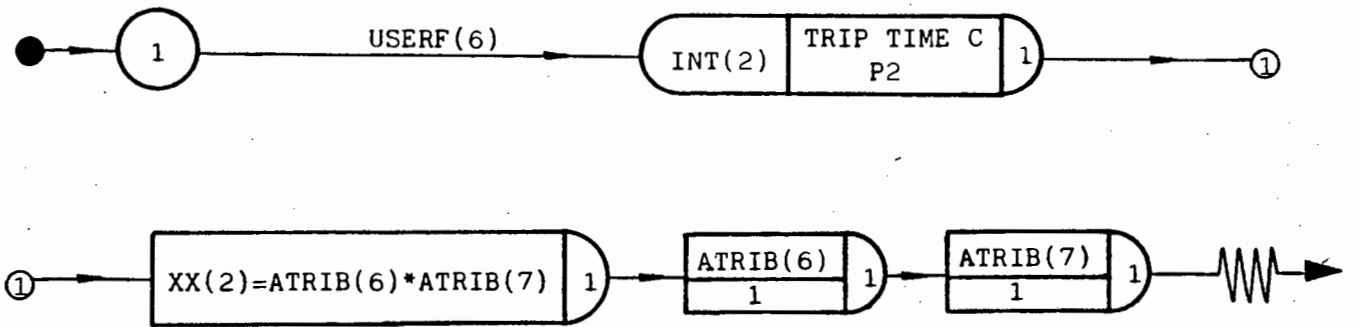 1 USERF(6) INT(2) TRIP TIME C 1 ①
P2
① XX(2)=ATRIB(6)*ATRIB(7) 1 ATRIB(6) 1 ATRIB(7) 1
1 1